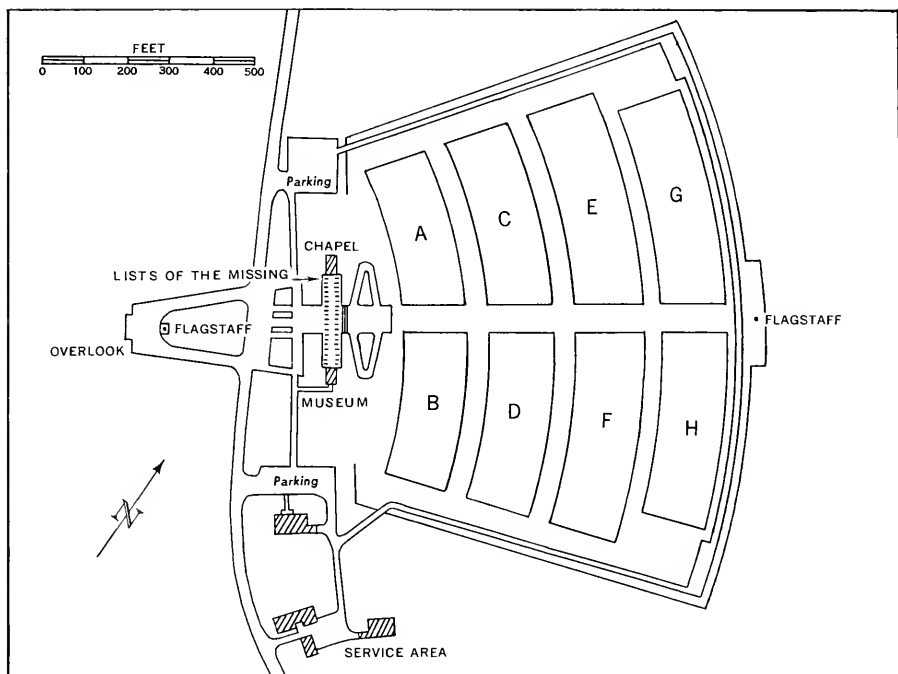 FEET
0 100 200 300 400 500
Parking
A
C
E
G
CHAPEL
LISTS OF THE MISSING
FLAGSTAFF
FLAGSTAFF
OVERLOOK
MUSEUM
B
D
F
H
Parking
N
SERVICE AREA